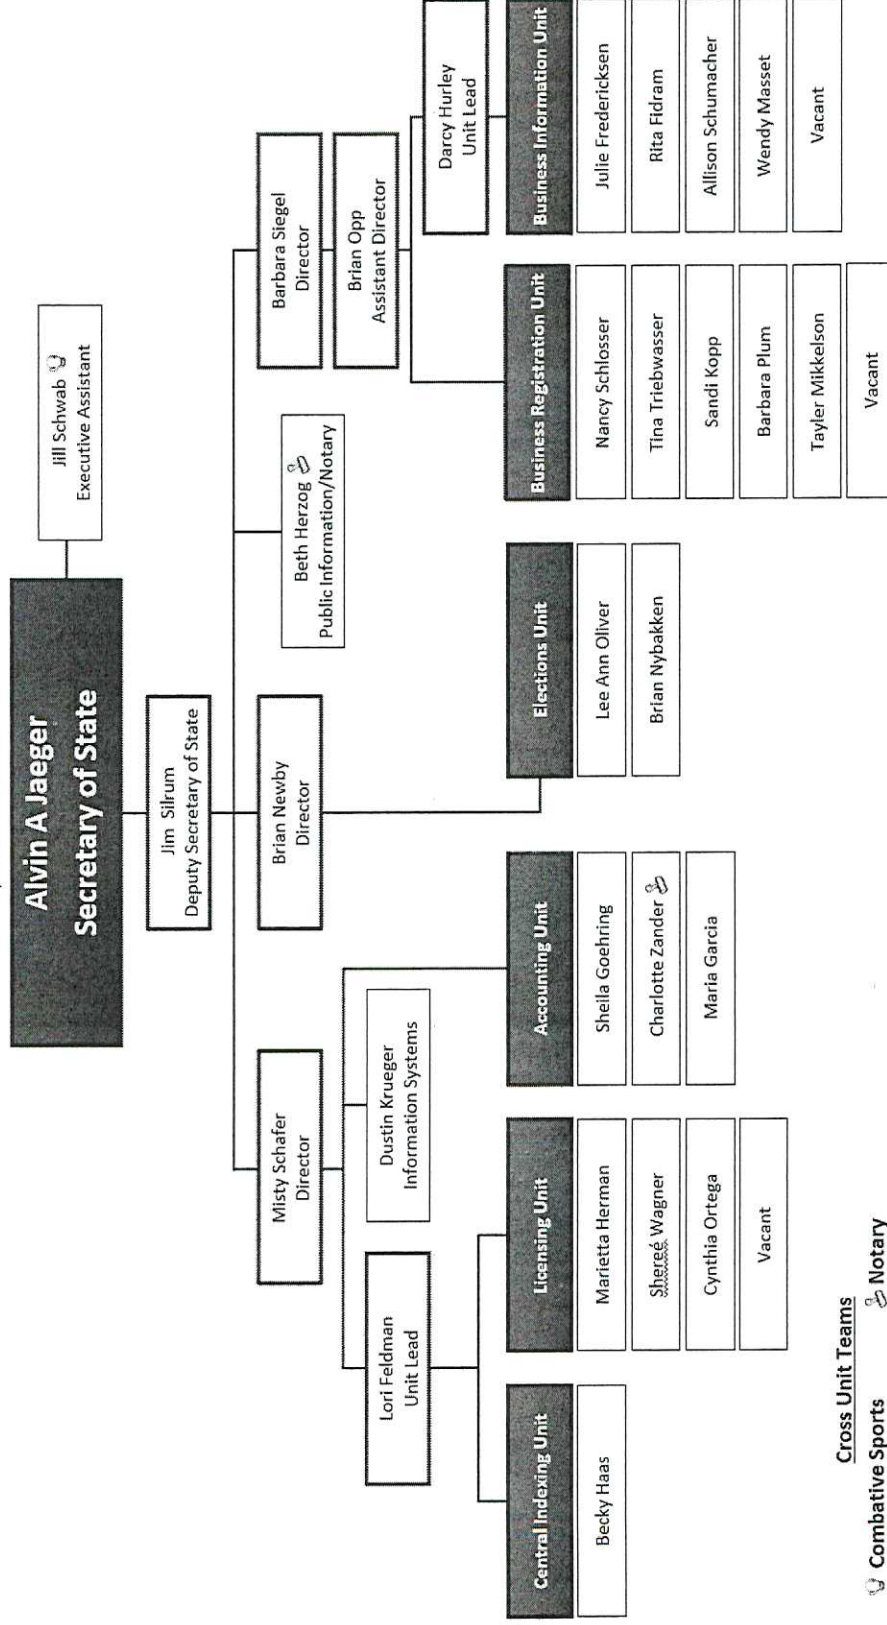 Alvin A Jaeger
Secretary of State
Jill Schwab
Executive Assistant
Jim Silrum
Deputy Secretary of State
Misty Schafer
Director
Brian Newby
Director
Beth Herzog
Public Information/Notary
Barbara Siegel
Director
Brian Opp
Assistant Director
Lori Feldman
Unit Lead
Dustin Krueger
Information Systems
Darcy Hurley
Unit Lead
Central Indexing Unit
Becky Haas
Licensing Unit
Marietta Herman
Shereé Wagner
Cynthia Ortega
Vacant
Accounting Unit
Sheila Goehring
Charlotte Zander
Maria Garcia
Elections Unit
Lee Ann Oliver
Brian Nybakken
Business Registration Unit
Nancy Schlosser
Tina Triebwasser
Sandi Kopp
Barbara Plum
Tayler Mikkelson
Vacant
Business Information Unit
Julie Fredericksen
Rita Fidram
Allison Schumacher
Wendy Masset
Vacant
Cross Unit Teams
Combative Sports
Notary